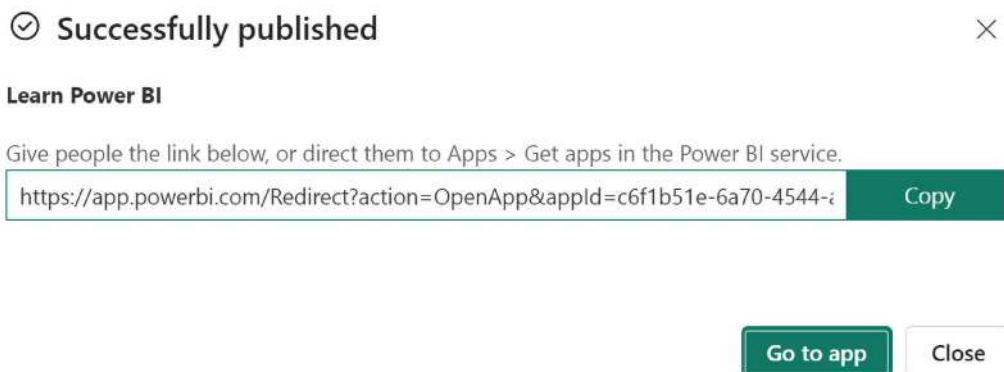 Successfully published
Learn Power BI
Give people the link below, or direct them to Apps > Get apps in the Power BI service.
https://app.powerbi.com/Redirect?action=OpenApp&appId=c6f1b51e-6a70-4544-
Copy
Go to app
Close